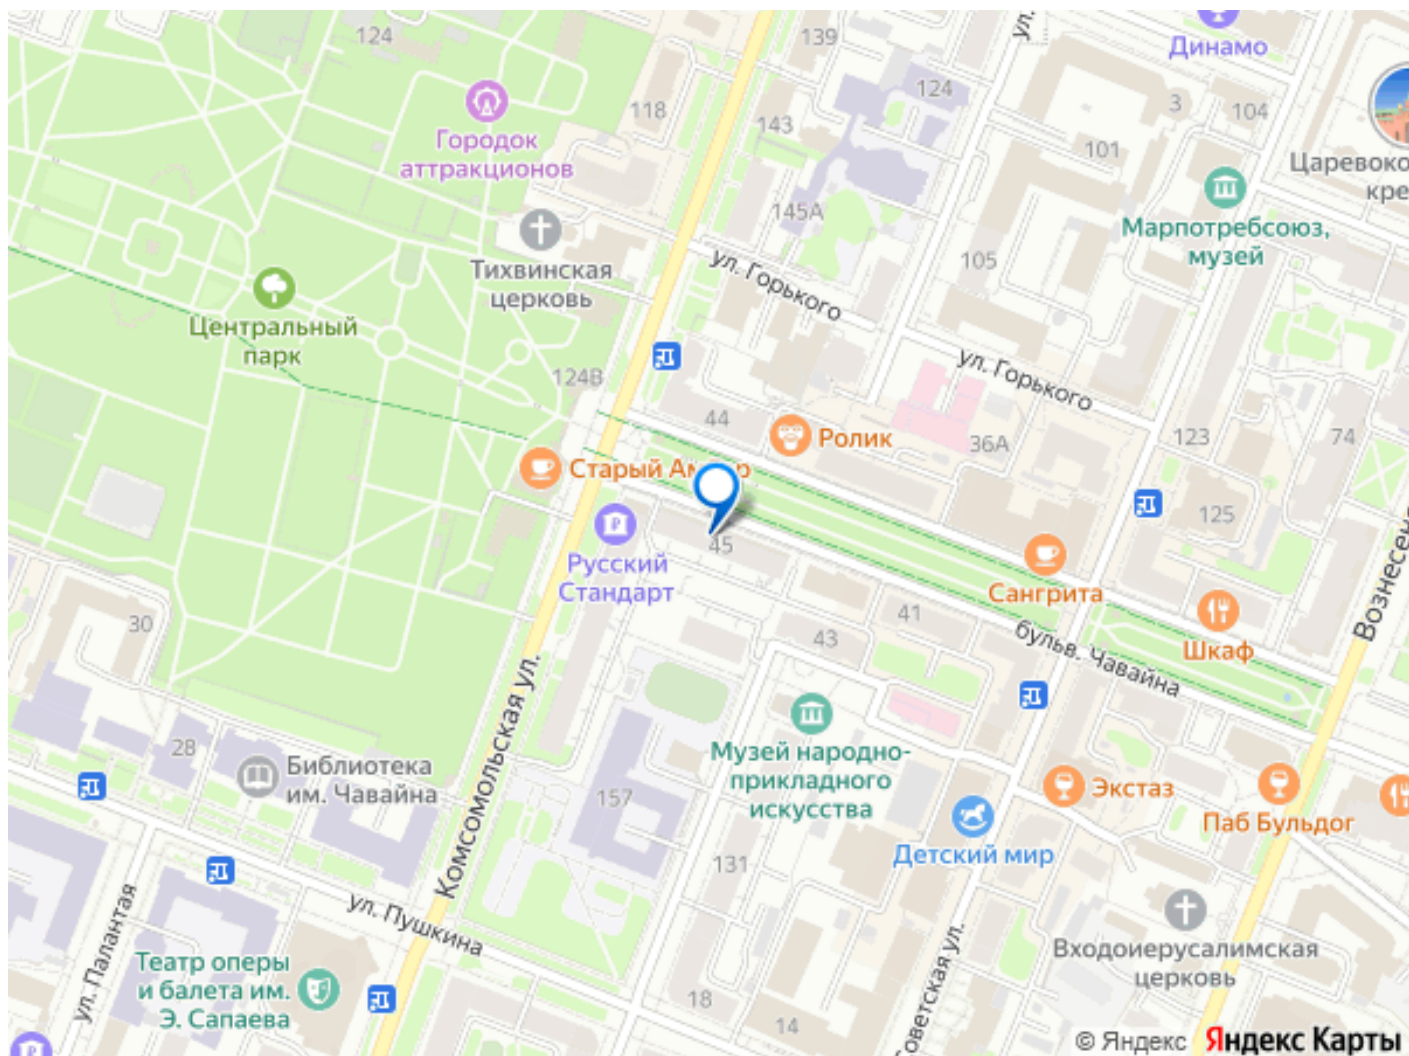 124
139
ул.
Динамо
Городок
аттракционов
118
143
124
3
104
101
Царевоко
кре
145А
Марпотребсоюз,
музей
Тихвинская
церковь
105
ул. Горького
Центральный
парк
124В
ул. Горького
44
Ролик
36А
123
74
Старый Ам р
125
45
Русский
Стандарт
Сангрита
41
30
43
бульв. Чавайна
Шкаф
Вознесенс
Комсомольская ул.
Музей народно-
прикладного
искусства
28
Библиотека
им. Чавайна
157
Экстаз
Паб Бульдог
Детский мир
131
ул. Палантая
ул. Пушкина
Советская ул.
Входоиерусалимская
церковь
Театр оперы
и балета им.
Э. Сапаева
18
14
© Яндекс Яндекс Карты